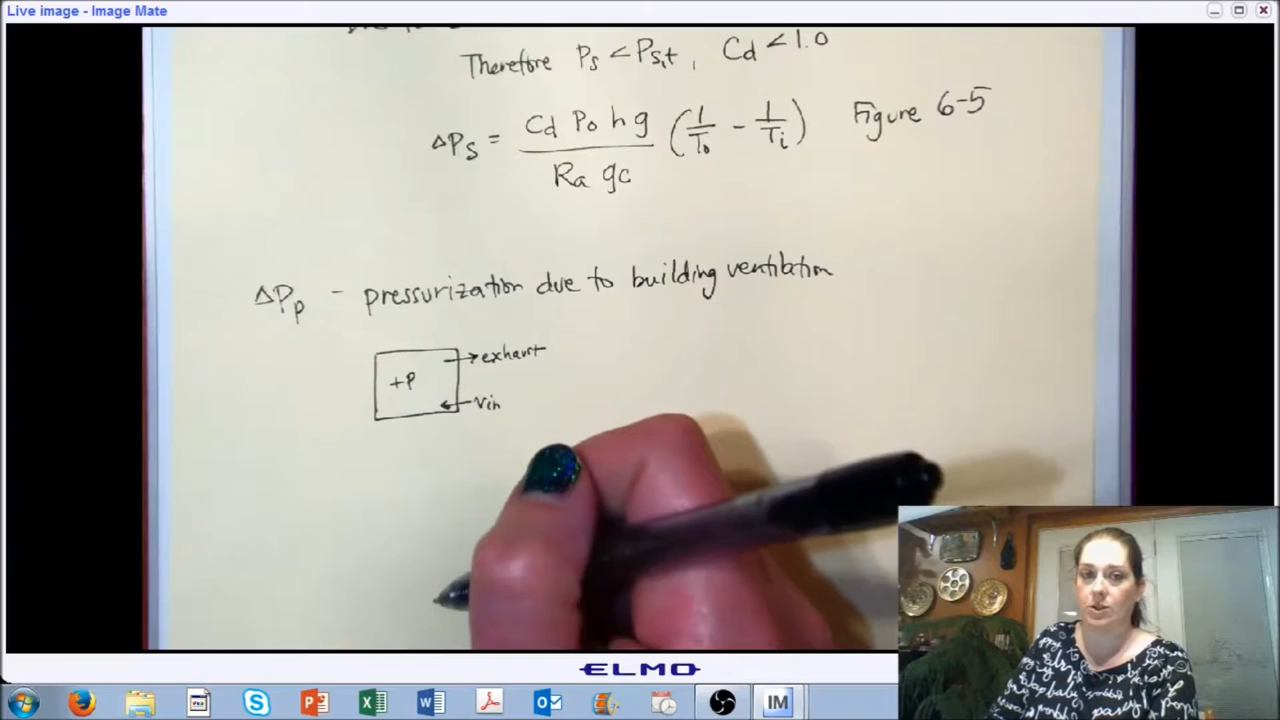 Live image - Image Mate
Therefore Ps < Ps,t , Cd < 1.0
ΔPs = Cd Po h g / Ra gc (1/To - 1/Ti) Figure 6-5
ΔPp - pressurization due to building ventilation
exhaust
+P
Vin
ELMO